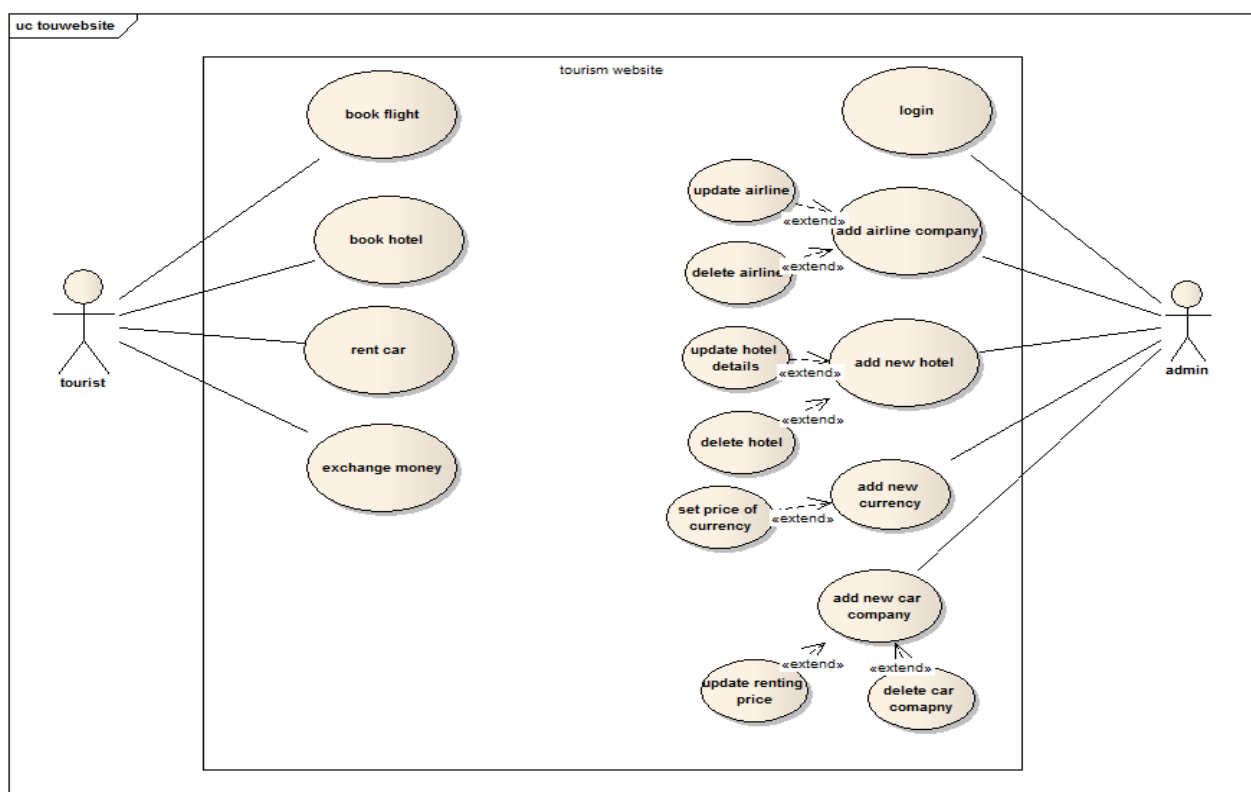 uc touwebsite
tourism website
book flight
login
update airline
«extend»
add airline company
book hotel
delete airline
«extend»
tourist
rent car
update hotel
details
«extend»
add new hotel
admin
«extend»
delete hotel
exchange money
set price of
currency
«extend»
add new
currency
add new car
company
«extend»
«extend»
update renting
price
delete car
comapny